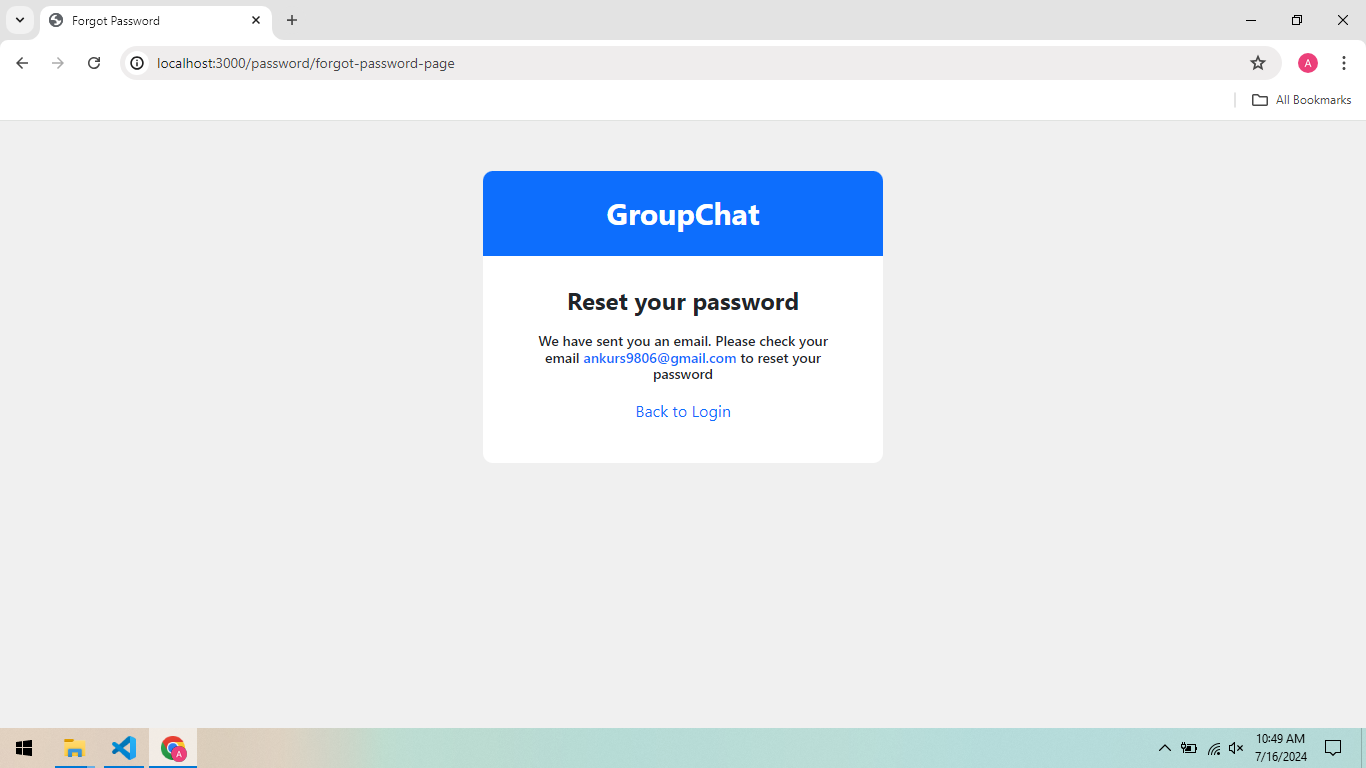 Forgot Password
localhost:3000/password/forgot-password-page
A
All Bookmarks
GroupChat
Reset your password
We have sent you an email. Please check your
email ankurs9806@gmail.com to reset your
password
Back to Login
A
10:49 AM
7/16/2024